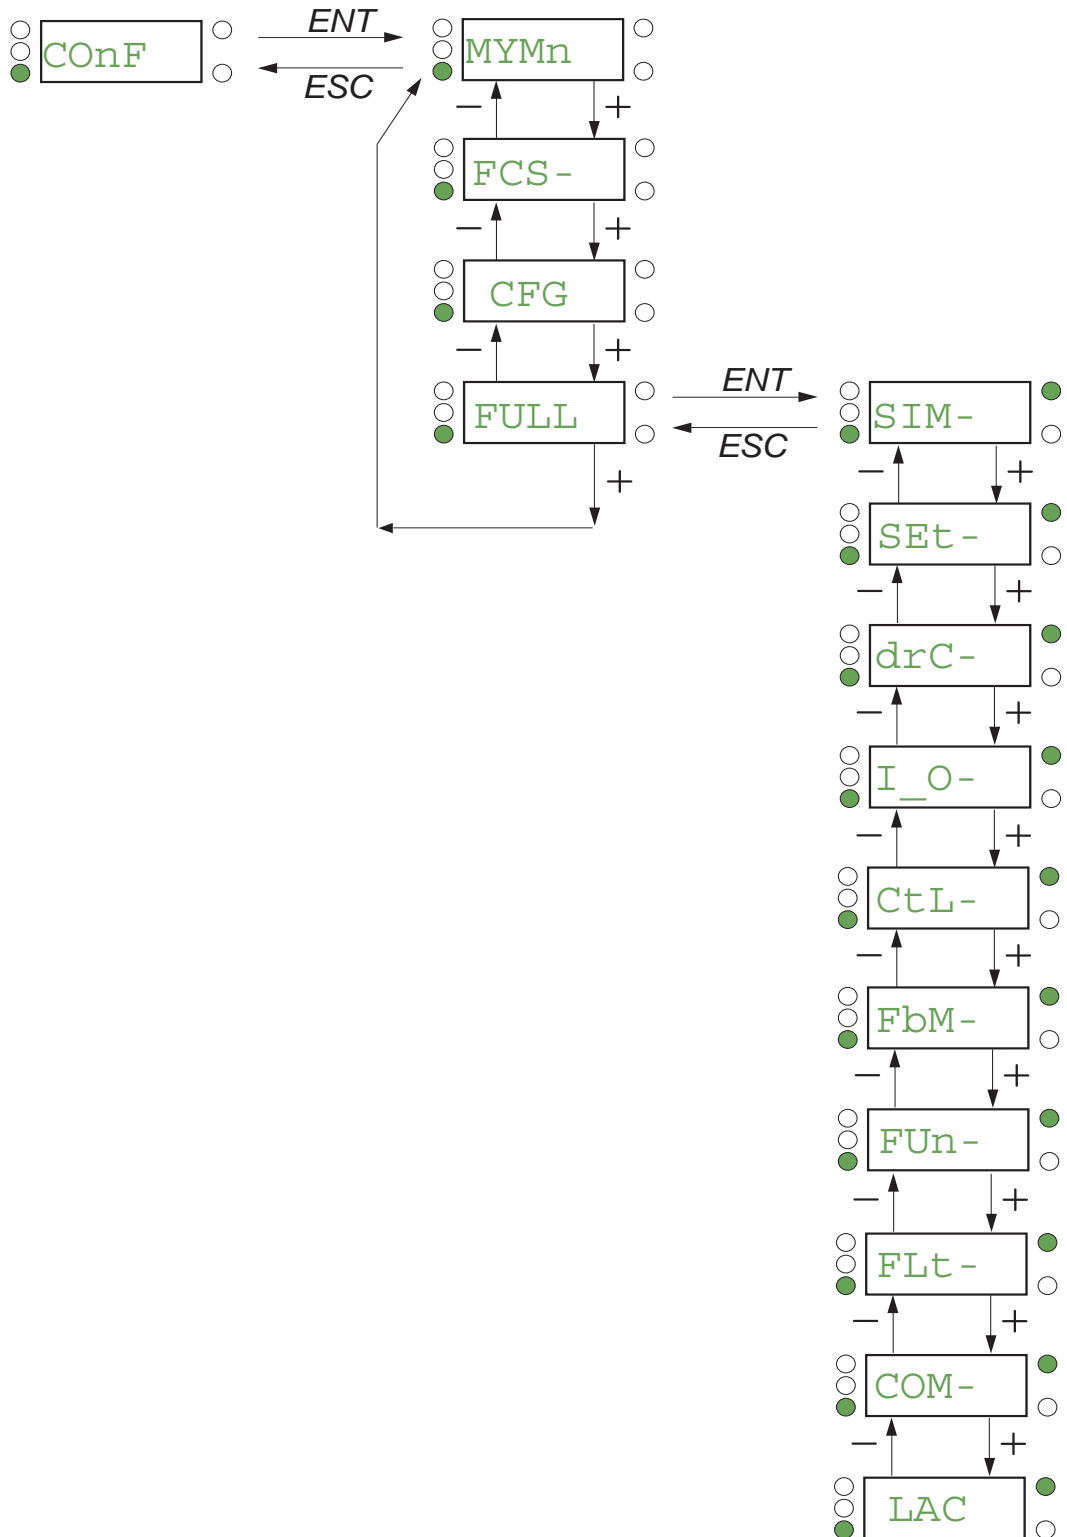 COnF
ENT
ESC
MYMn
− +
FCS-
− +
CFG
− +
FULL
+
ENT
ESC
SIM-
− +
SEt-
− +
drC-
− +
I_O-
− +
CtL-
− +
FbM-
− +
FUn-
− +
FLt-
− +
COM-
− +
LAC